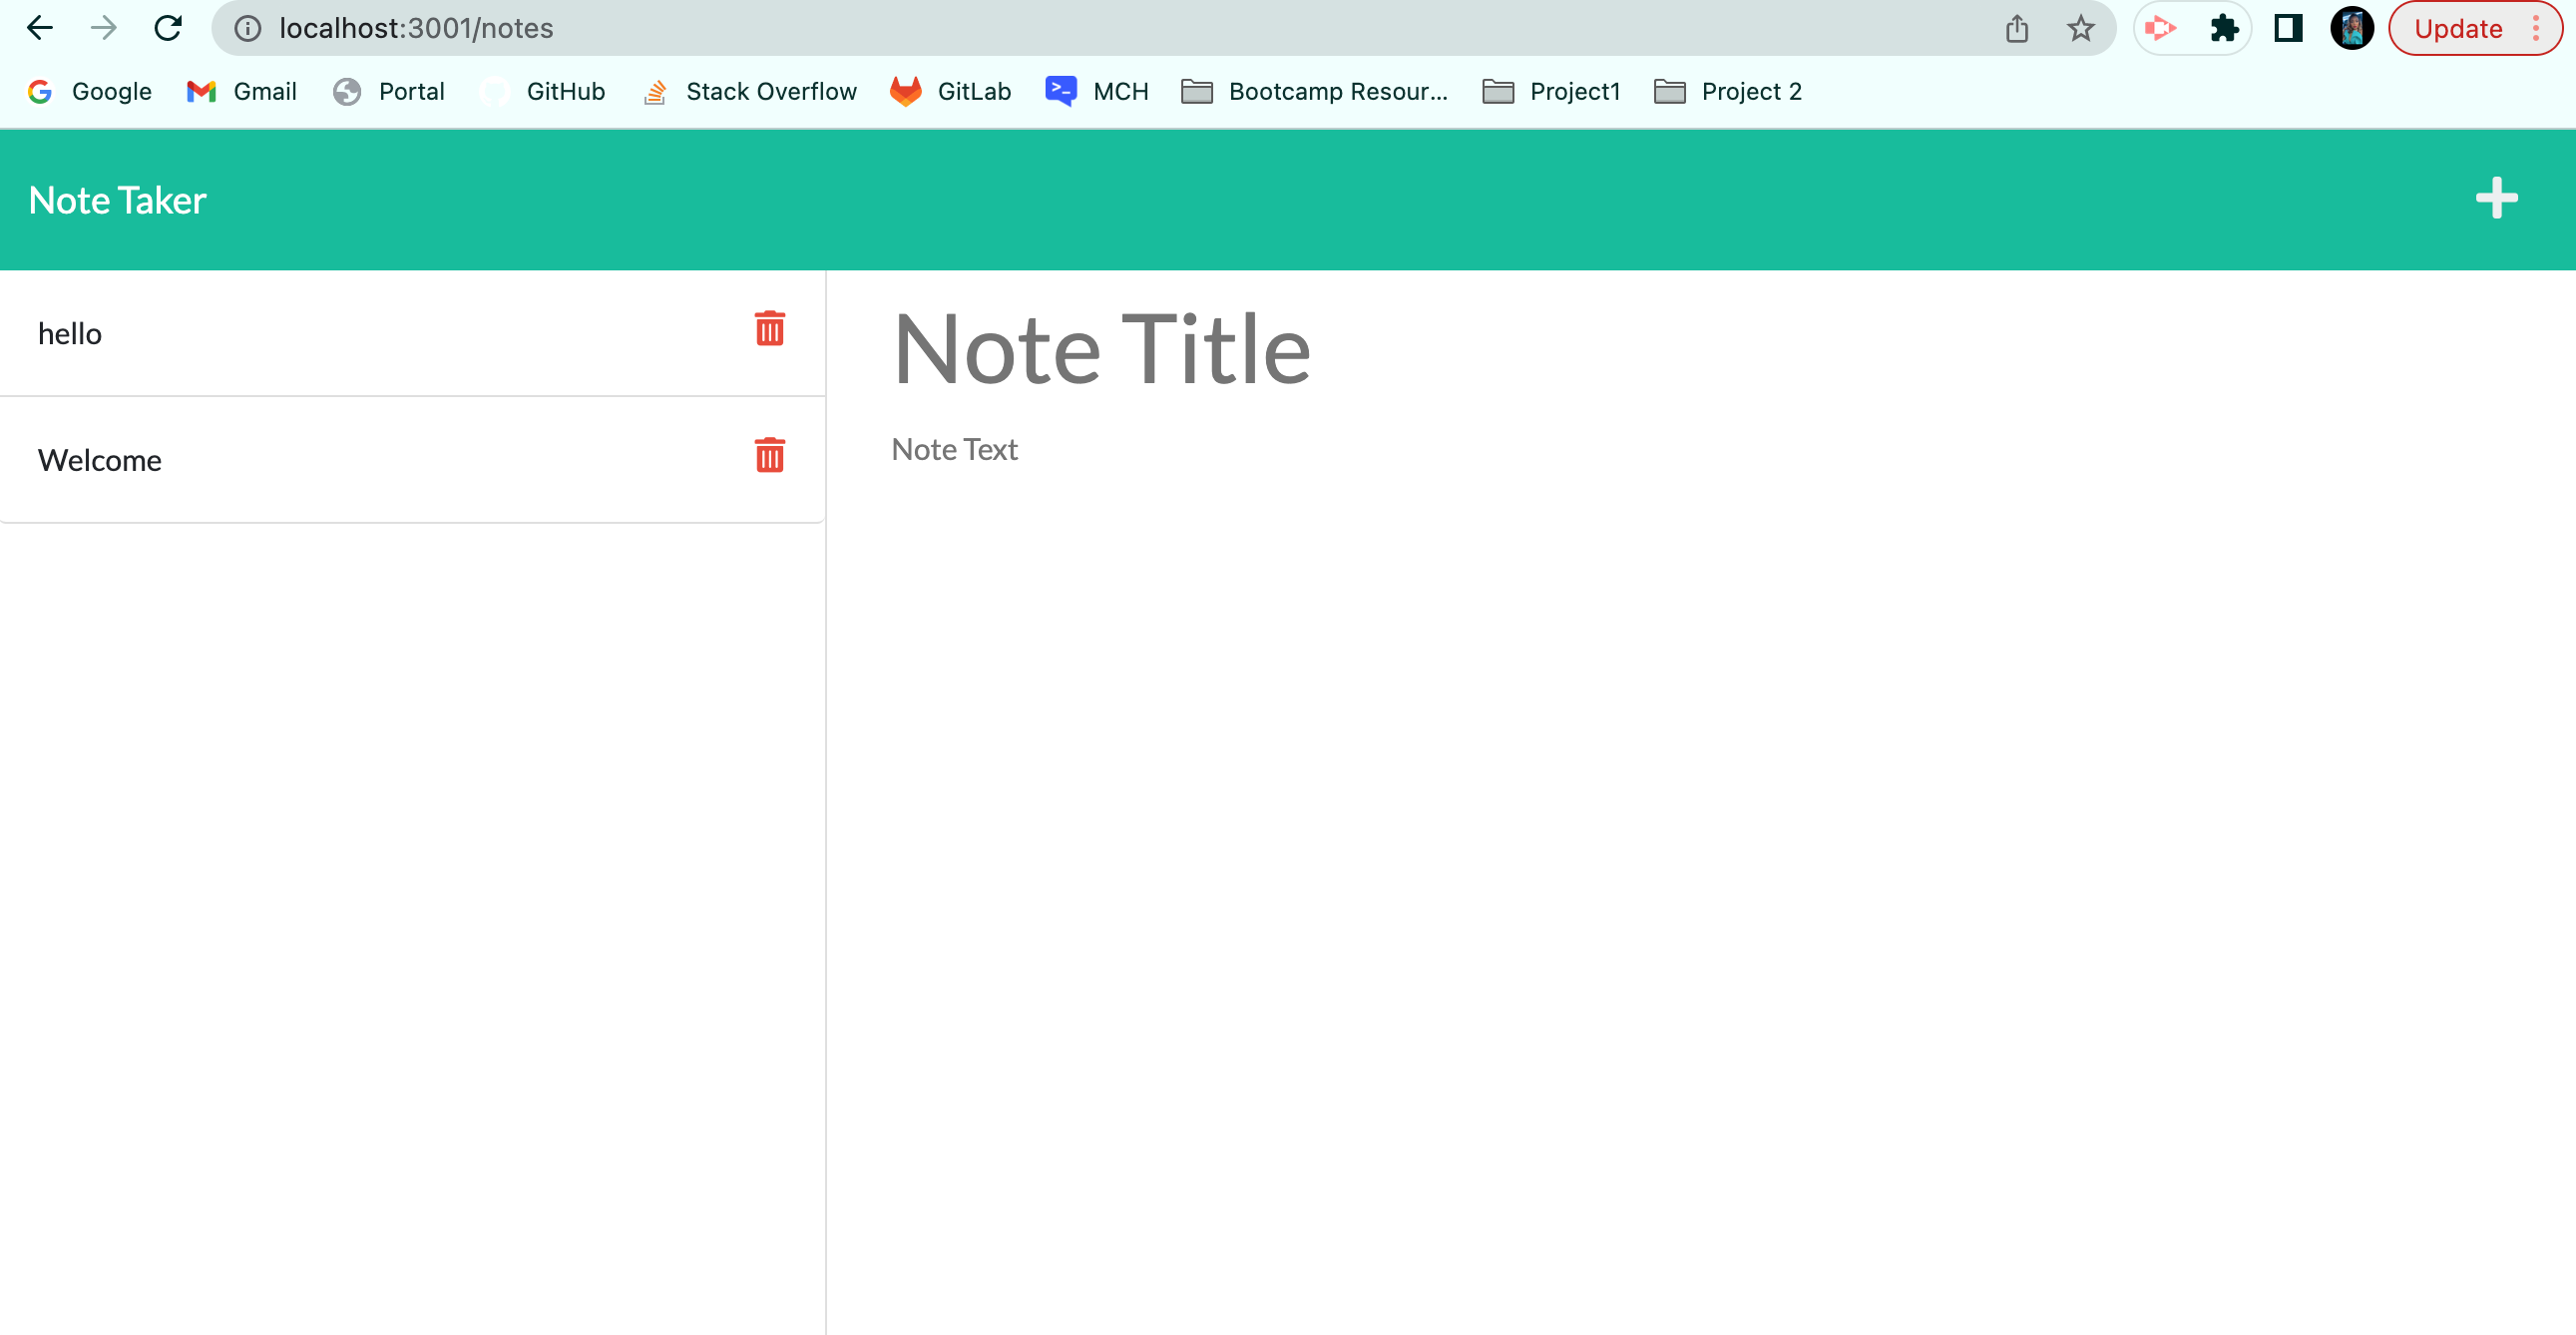 localhost:3001/notes Update
Google Gmail Portal GitHub Stack Overflow GitLab MCH Bootcamp Resour... Project1 Project 2
Note Taker
hello
Welcome
Note Title
Note Text